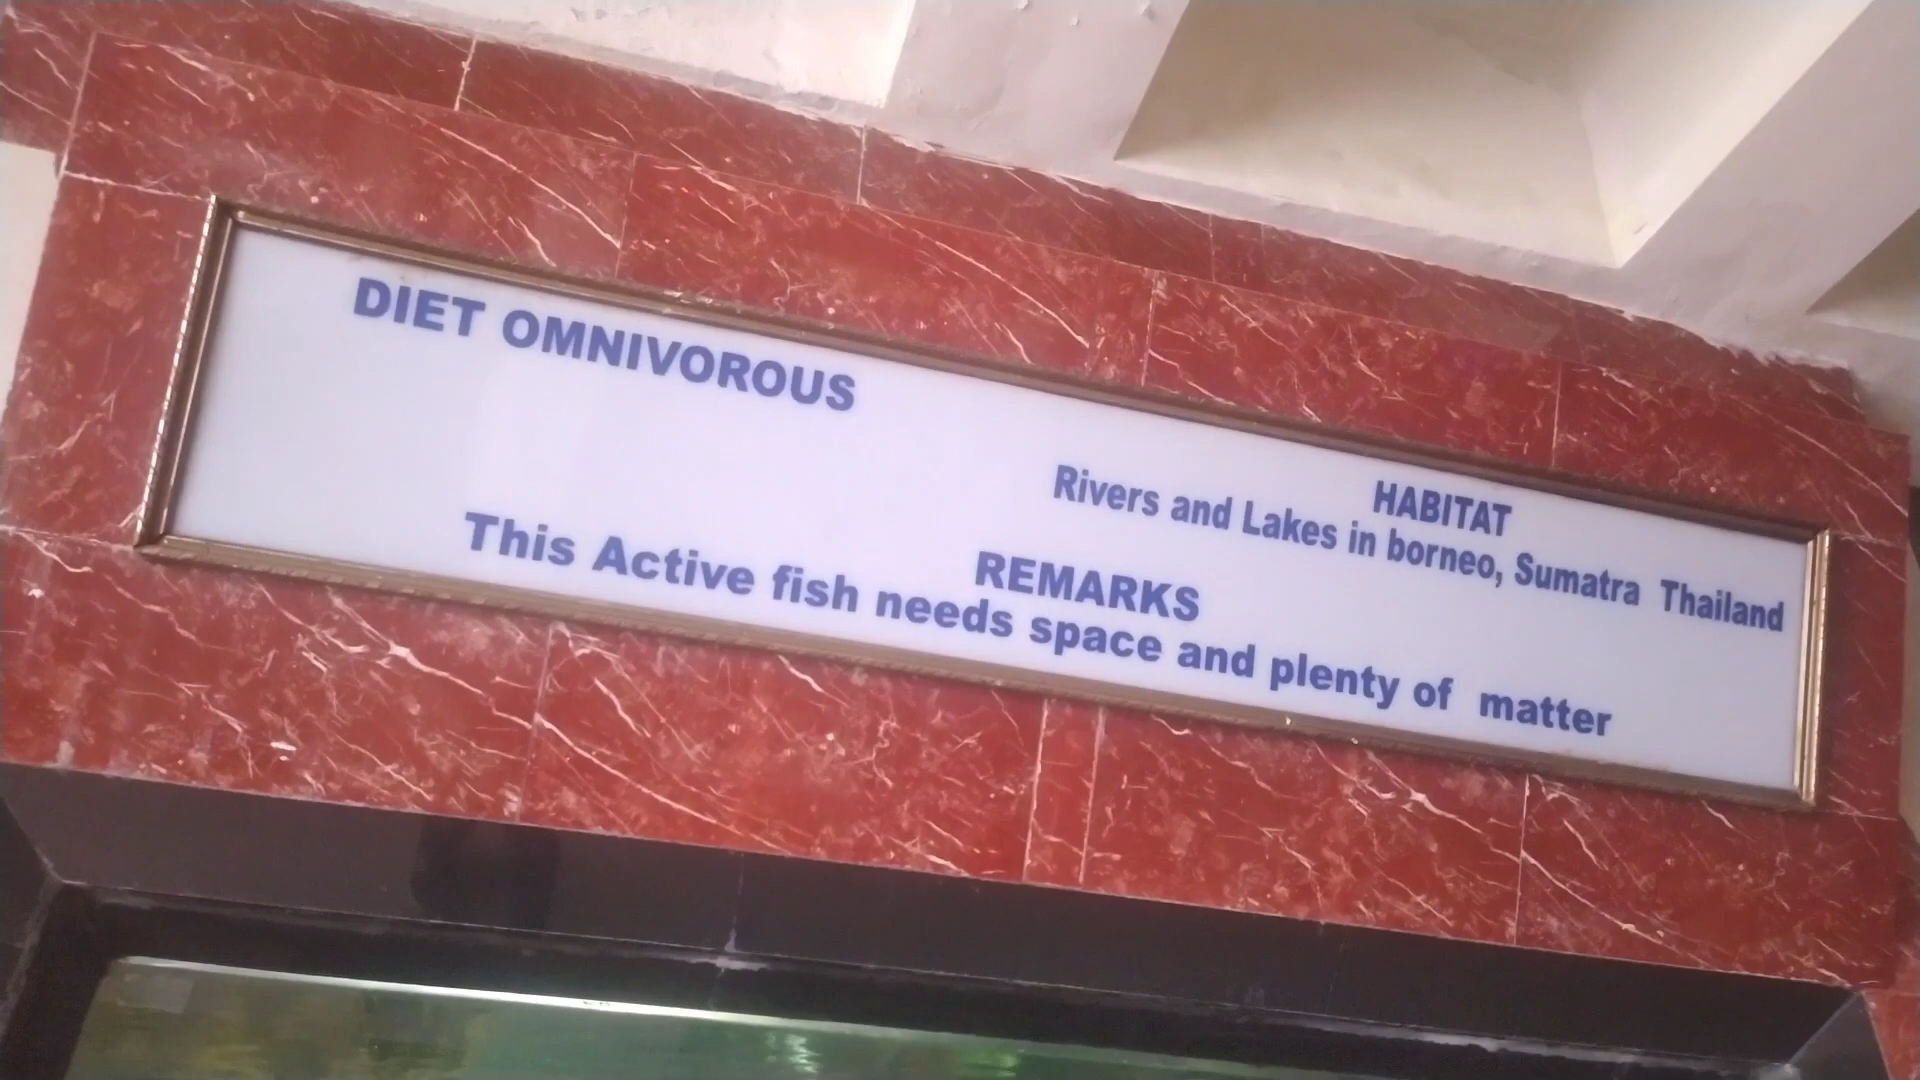 DIET OMNIVOROUS
HABITAT
Rivers and Lakes in borneo, Sumatra Thailand
REMARKS
This Active fish needs space and plenty of matter